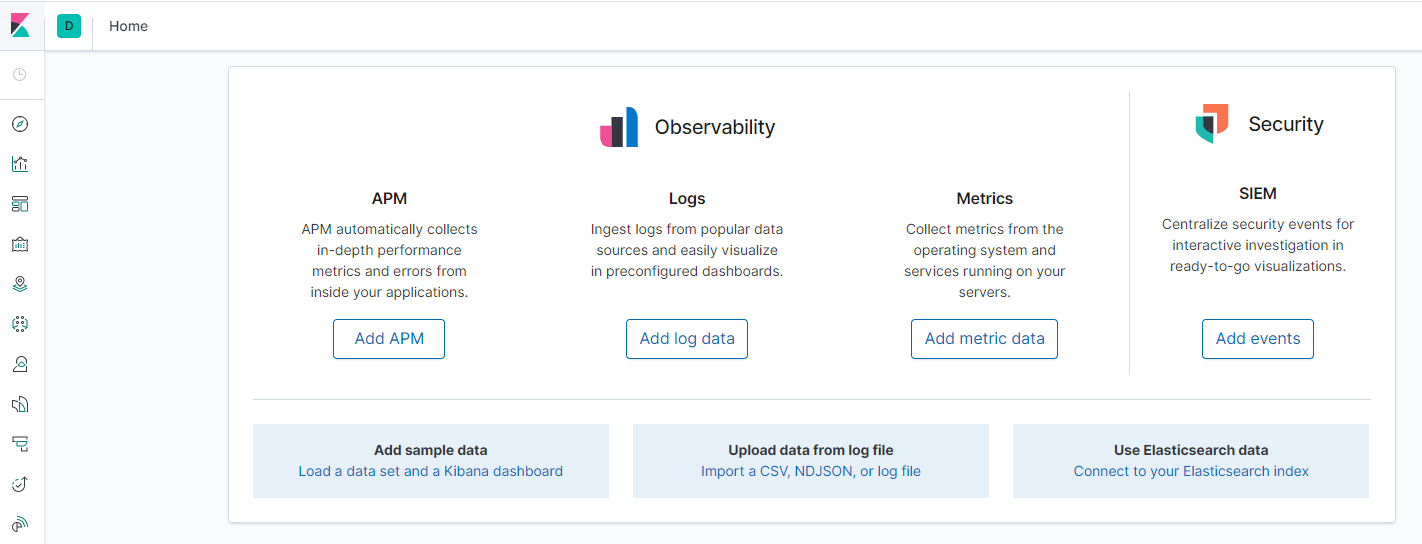 D
Home
Observability
Security
APM
APM automatically collects
in-depth performance
metrics and errors from
inside your applications.
Add APM
Logs
Ingest logs from popular data
sources and easily visualize
in preconfigured dashboards.
Add log data
Metrics
Collect metrics from the
operating system and
services running on your
servers.
Add metric data
SIEM
Centralize security events for
interactive investigation in
ready-to-go visualizations.
Add events
Add sample data
Load a data set and a Kibana dashboard
Upload data from log file
Import a CSV, NDJSON, or log file
Use Elasticsearch data
Connect to your Elasticsearch index